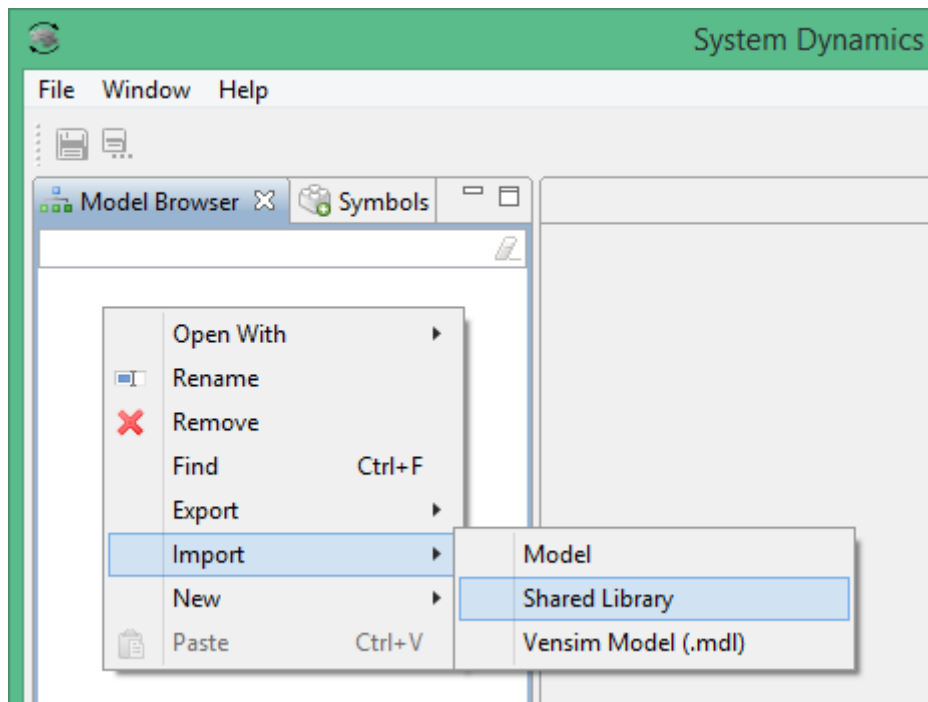 System Dynamics
File Window Help
Model Browser Symbols
Open With
Rename
Remove
Find Ctrl+F
Export
Import
Model
New
Shared Library
Paste Ctrl+V
Vensim Model (.mdl)